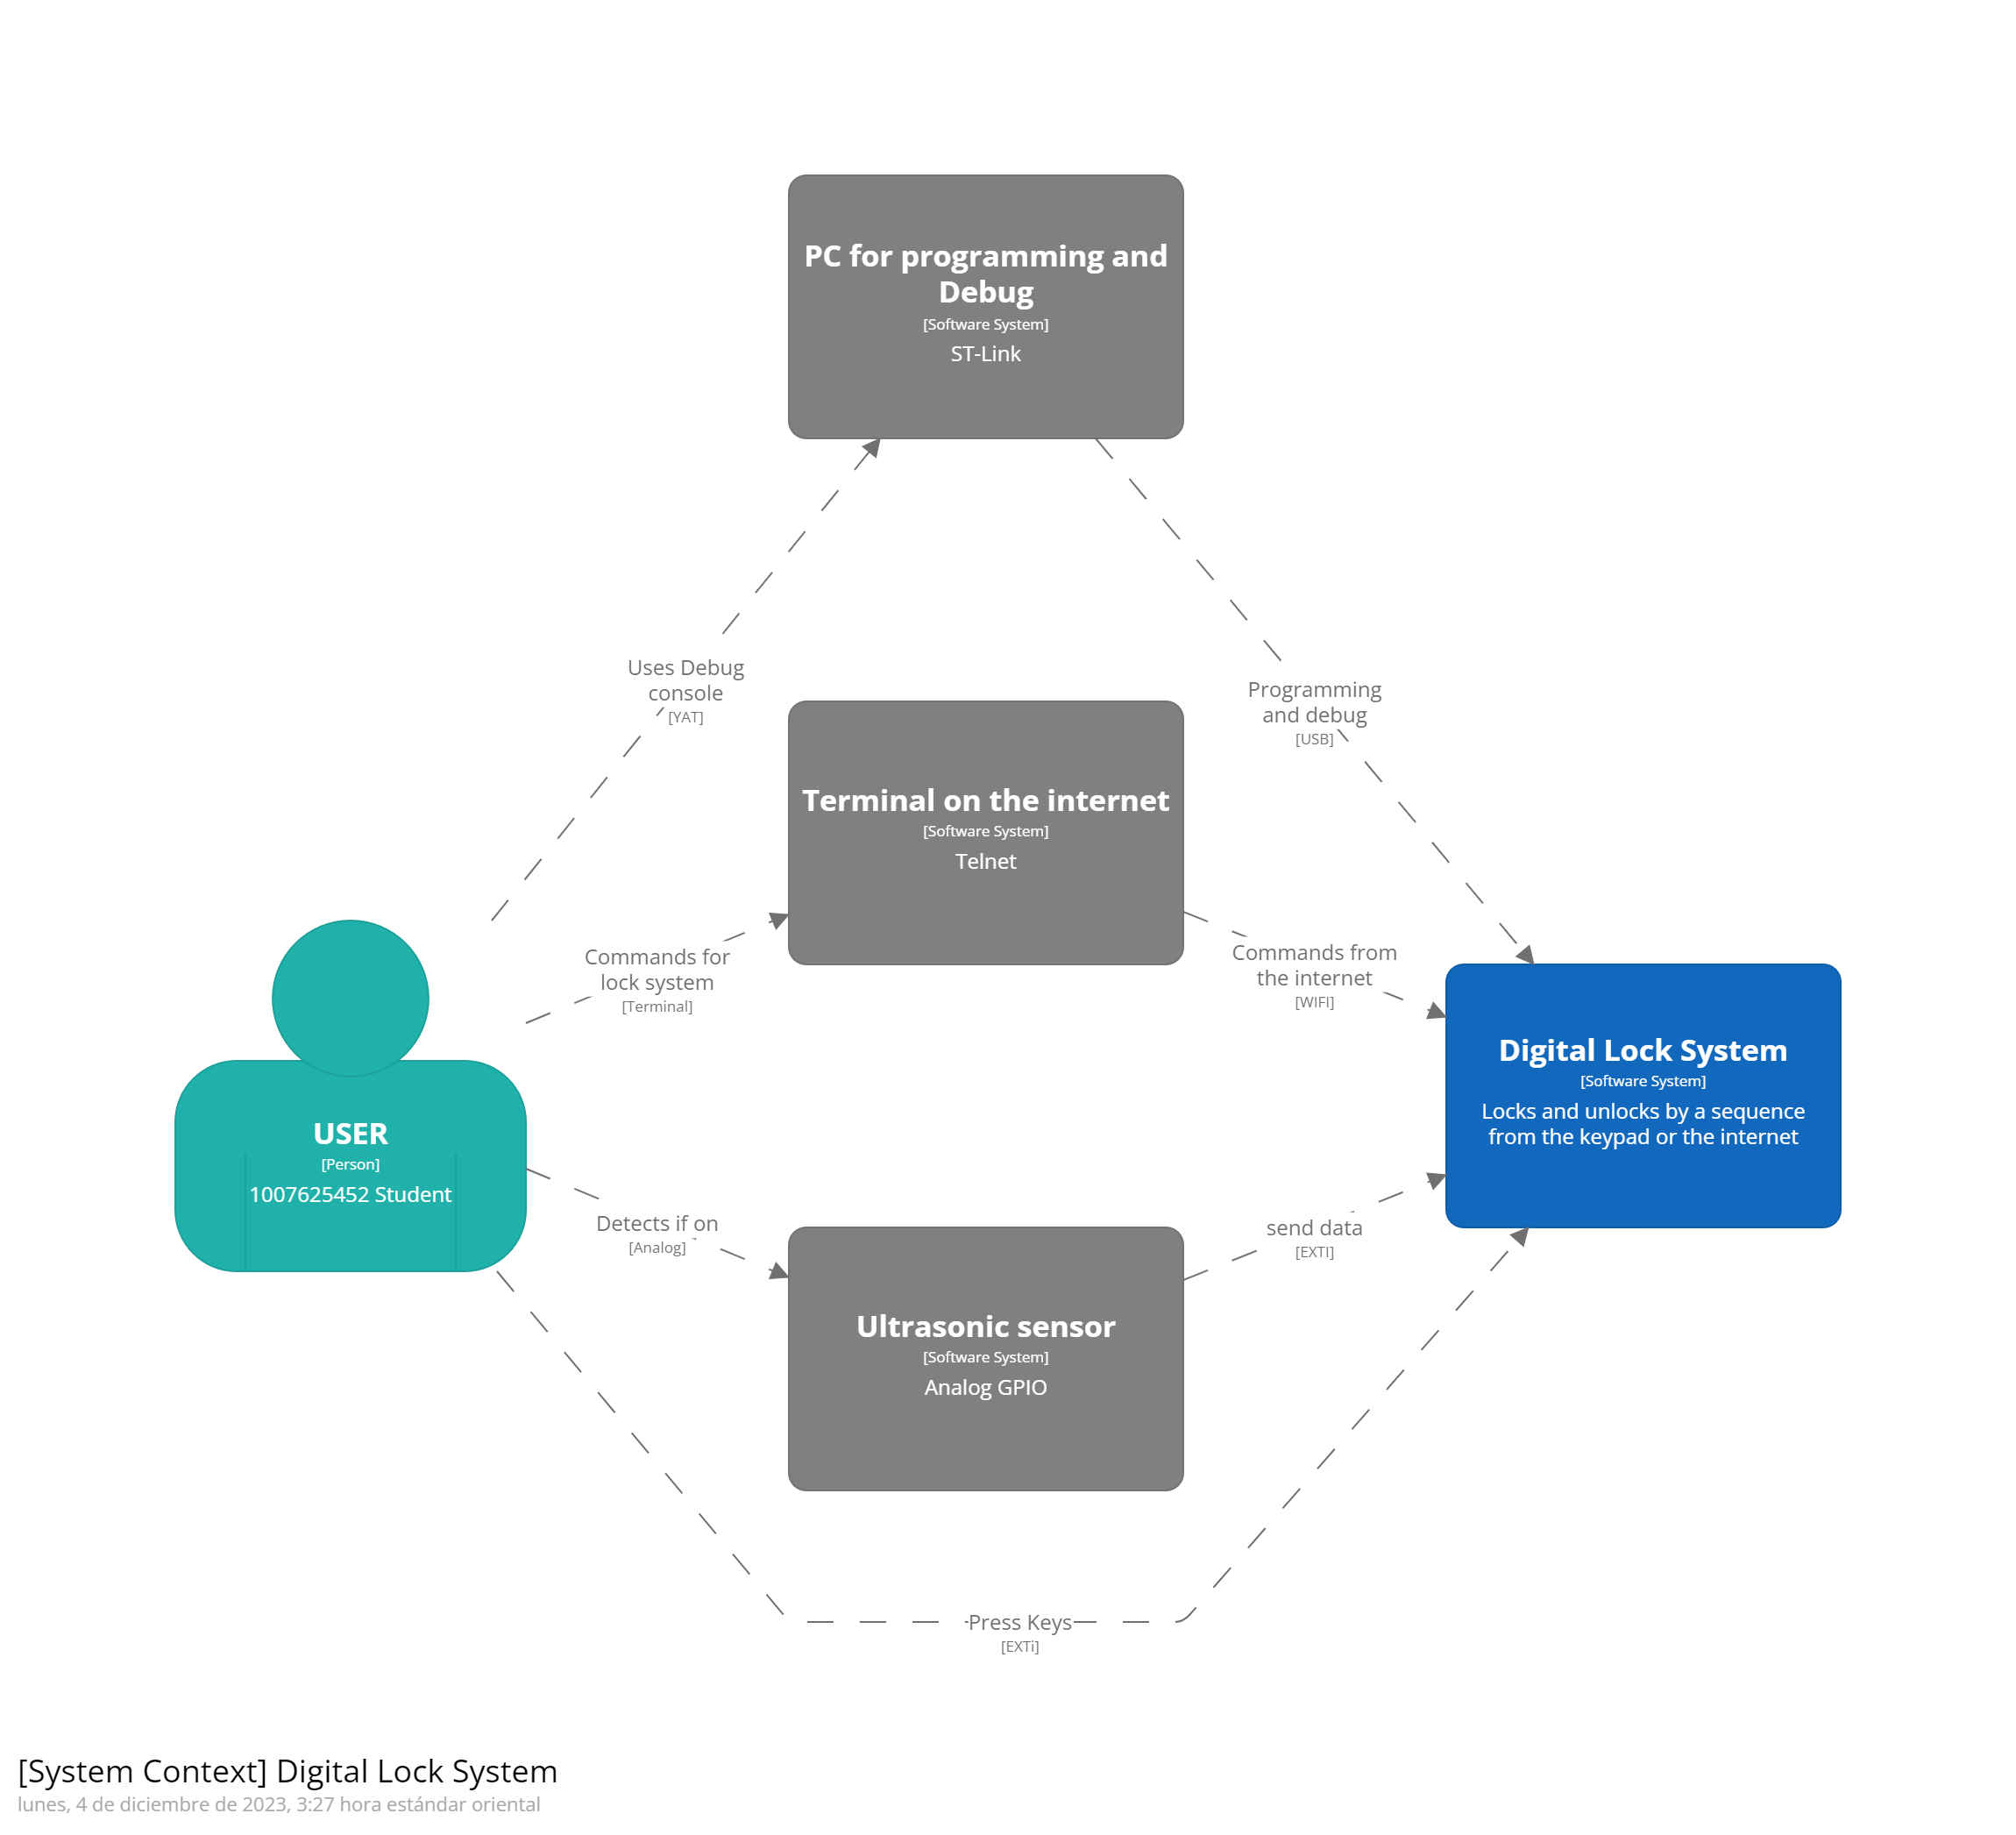 PC for programming and
Debug
[Software System]
ST-Link
Uses Debug
console
[YAT]
Programming
and debug
[USB]
Terminal on the internet
[Software System]
Telnet
Commands for
lock system
[Terminal]
Commands from
the internet
[WIFI]
Digital Lock System
[Software System]
Locks and unlocks by a sequence
from the keypad or the internet
USER
[Person]
1007625452 Student
Detects if on
[Analog]
send data
[EXTI]
Ultrasonic sensor
[Software System]
Analog GPIO
Press Keys
[EXTi]
[System Context] Digital Lock System
lunes, 4 de diciembre de 2023, 3:27 hora estándar oriental